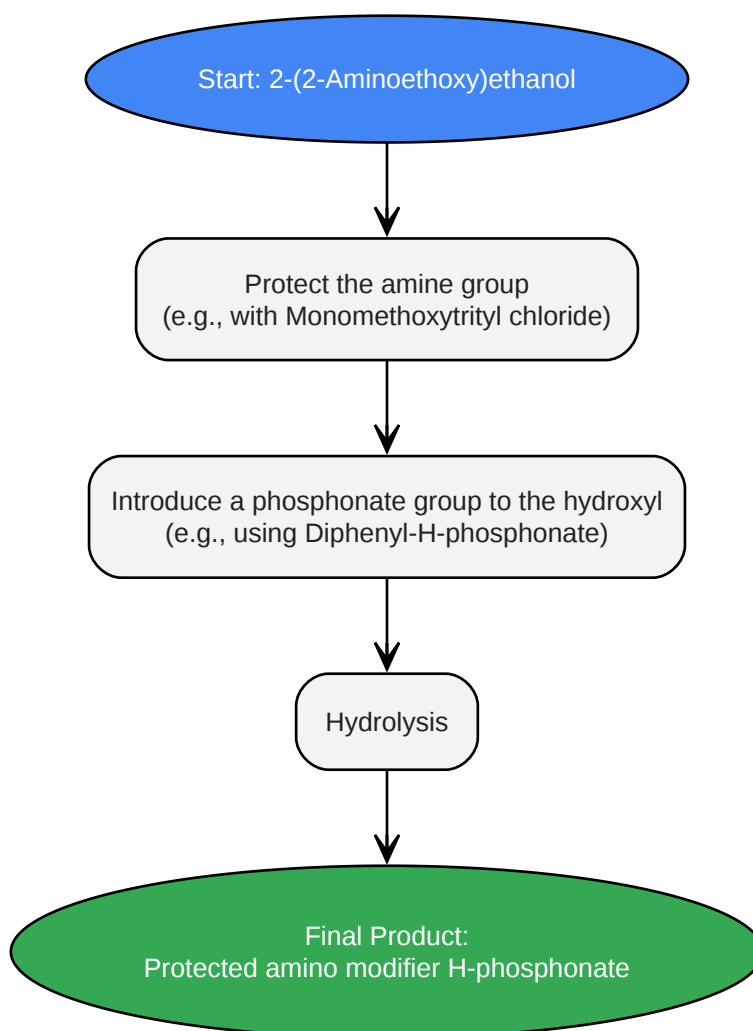 Start: 2-(2-Aminoethoxy)ethanol
Protect the amine group
(e.g., with Monomethoxytrityl chloride)
Introduce a phosphonate group to the hydroxyl
(e.g., using Diphenyl-H-phosphonate)
Hydrolysis
Final Product:
Protected amino modifier H-phosphonate